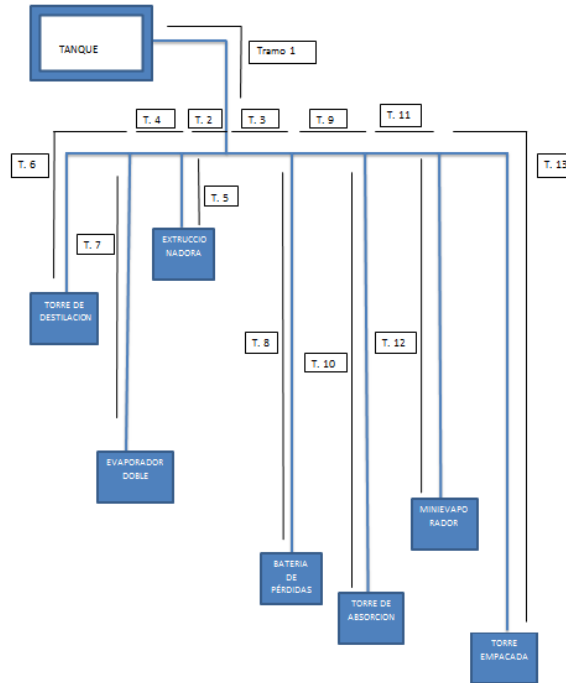 TANQUE
Tramo 1
T. 4
T. 2
T. 3
T. 9
T. 11
T. 6
T. 13
T. 5
T. 7
EXTRUCCIO
NADORA
TORRE DE
DESTILACION
T. 8
T. 10
T. 12
EVAPORADOR
DOBLE
MINIEVAPO
RADOR
BATERIA
DE
PÉRDIDAS
TORRE DE
ABSORCION
TORRE
EMPACADA